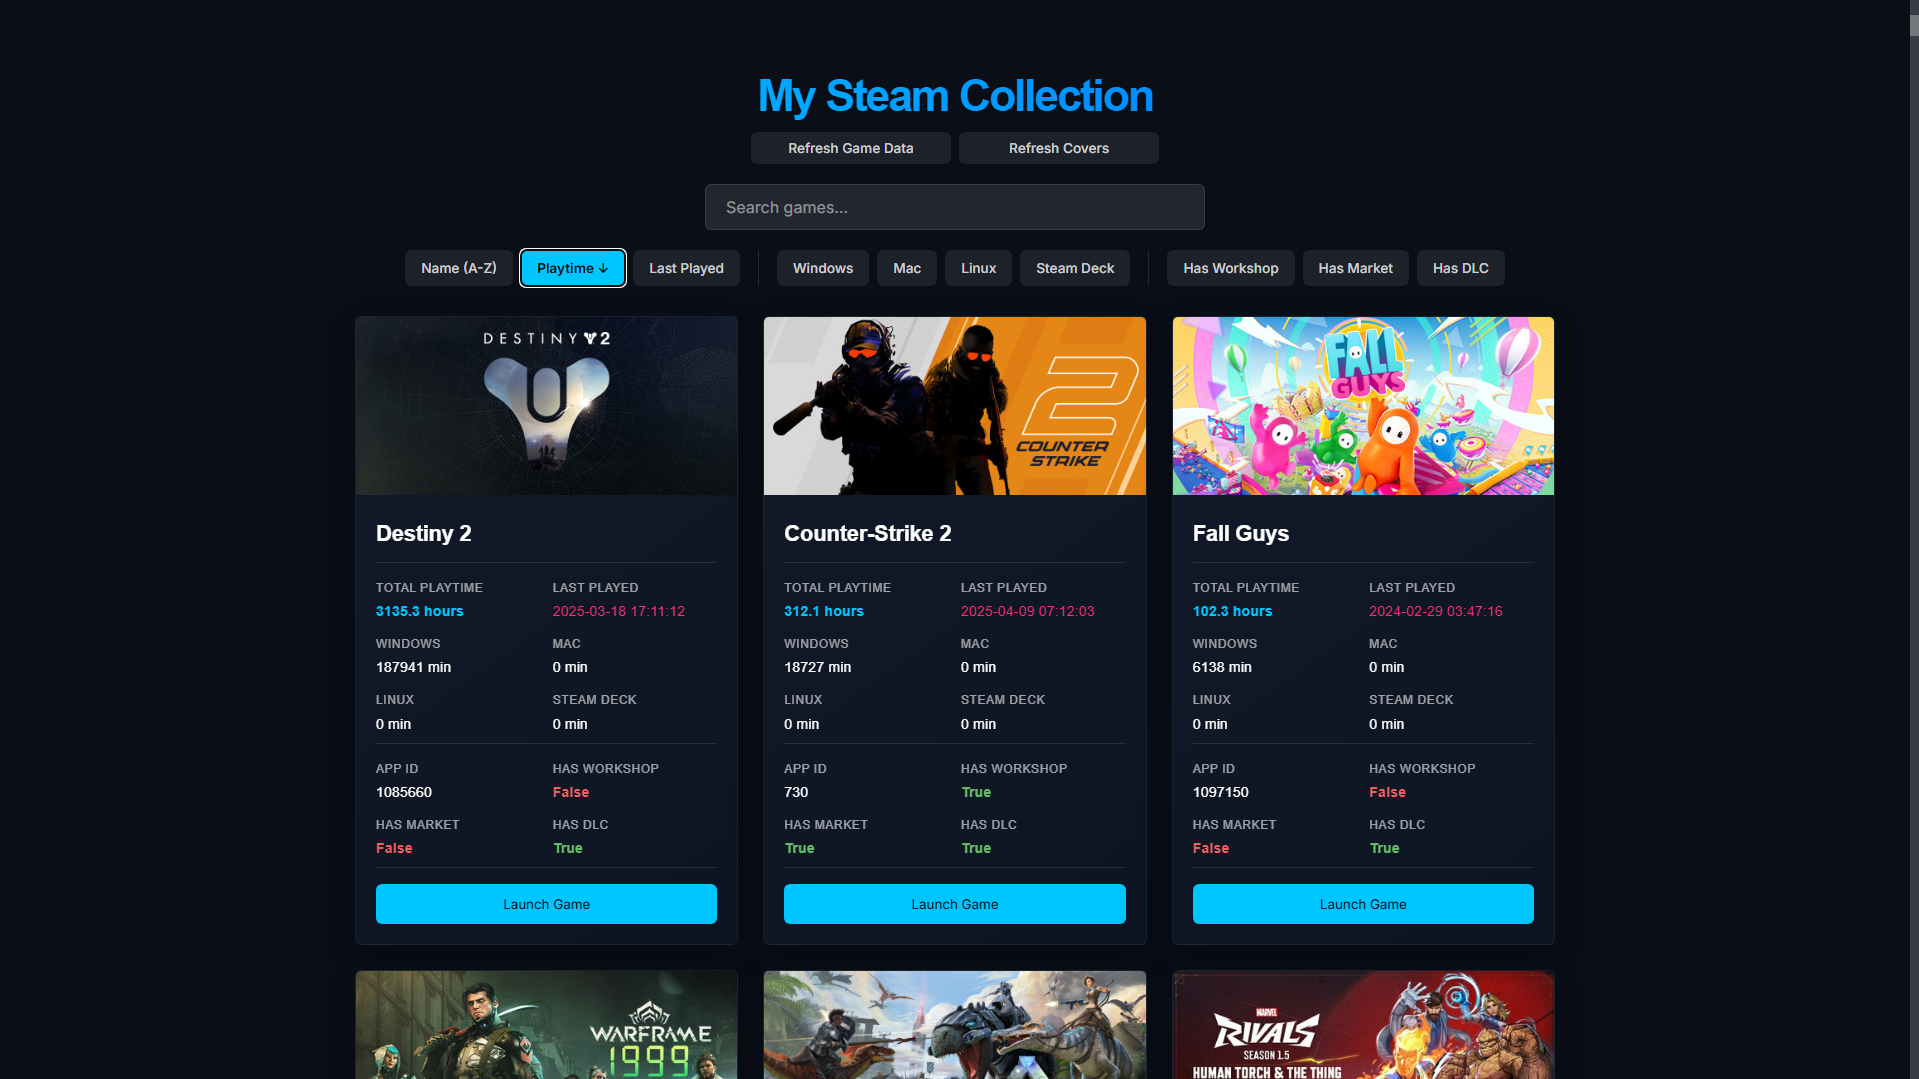 My Steam Collection
Refresh Game Data Refresh Covers
Search games...
Name (A-Z) Playtime ↓ Last Played Windows Mac Linux Steam Deck Has Workshop Has Market Has DLC
DESTINY 2
2
COUNTER
STRIKE
FALL
GUYS
Destiny 2
TOTAL PLAYTIME LAST PLAYED
3135.3 hours 2025-03-18 17:11:12
WINDOWS MAC
187941 min 0 min
LINUX STEAM DECK
0 min 0 min
APP ID HAS WORKSHOP
1085660 False
HAS MARKET HAS DLC
False True
Launch Game
Counter-Strike 2
TOTAL PLAYTIME LAST PLAYED
312.1 hours 2025-04-09 07:12:03
WINDOWS MAC
18727 min 0 min
LINUX STEAM DECK
0 min 0 min
APP ID HAS WORKSHOP
730 True
HAS MARKET HAS DLC
True True
Launch Game
Fall Guys
TOTAL PLAYTIME LAST PLAYED
102.3 hours 2024-02-29 03:47:16
WINDOWS MAC
6138 min 0 min
LINUX STEAM DECK
0 min 0 min
APP ID HAS WORKSHOP
1097150 False
HAS MARKET HAS DLC
False True
Launch Game
WARFRAME
1999
MARVEL
RIVALS
SEASON 1.5
HUMAN TORCH & THE THING